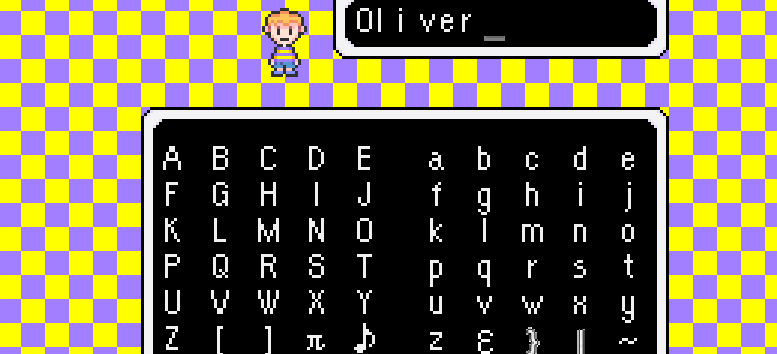 Oliver _
A B C D E a b c d e
F G H I J f g h i j
K L M N O k l m n o
P Q R S T p q r s t
U V W X Y u v w x y
Z [ ] π ♪ z ε } | ~